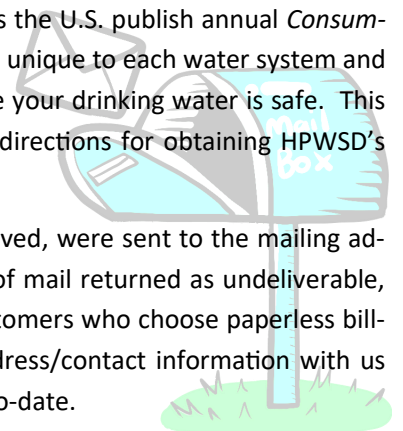 s the U.S. publish annual Consum-
unique to each water system and
e your drinking water is safe. This
directions for obtaining HPWSD’s
Mail
Box
ved, were sent to the mailing ad-
of mail returned as undeliverable,
tomers who choose paperless bill-
dress/contact information with us
o-date.